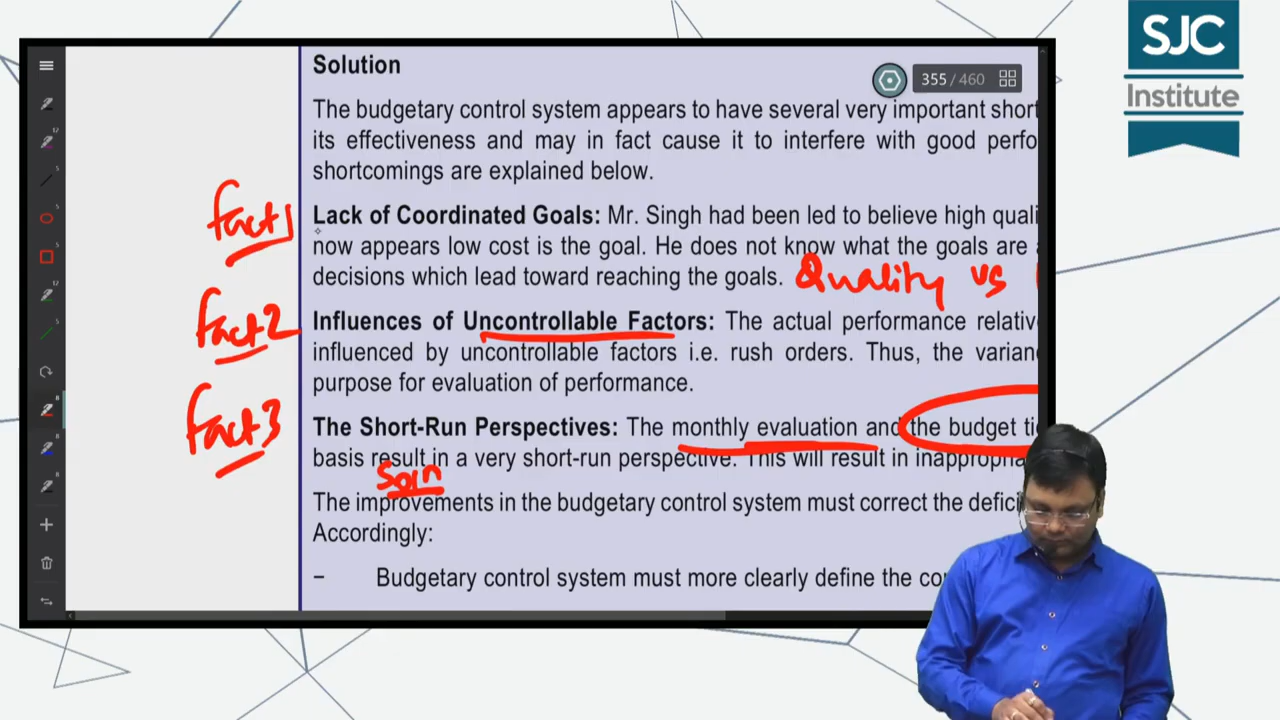 SJC
Institute
355 / 460
Solution
The budgetary control system appears to have several very important short
its effectiveness and may in fact cause it to interfere with good perfo
shortcomings are explained below.
fact1
Lack of Coordinated Goals: Mr. Singh had been led to believe high quali
now appears low cost is the goal. He does not know what the goals are
decisions which lead toward reaching the goals. Quality vs
fact2
Influences of Uncontrollable Factors: The actual performance relativ
influenced by uncontrollable factors i.e. rush orders. Thus, the varian
purpose for evaluation of performance.
fact3
The Short-Run Perspectives: The monthly evaluation and the budget ti
basis result in a very short-run perspective. This will result in inappropria
Soln
The improvements in the budgetary control system must correct the defici
Accordingly:
– Budgetary control system must more clearly define the co